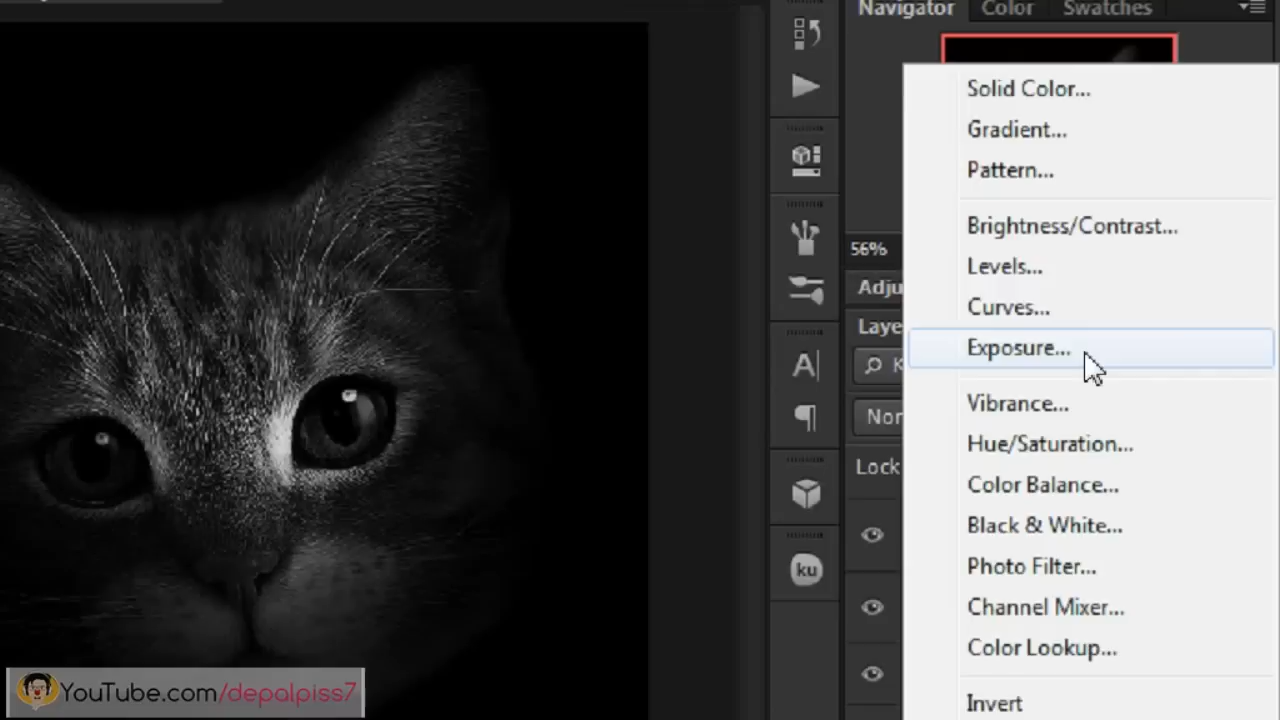 Navigator Color Swatches
Solid Color...
Gradient...
Pattern...
Brightness/Contrast...
56%
Levels...
Adju
Curves...
Laye
Exposure...
K
Vibrance...
Nor
Hue/Saturation...
Lock
Color Balance...
Black & White...
Photo Filter...
ku
Channel Mixer...
Color Lookup...
Invert
YouTube.com/depalpiss7